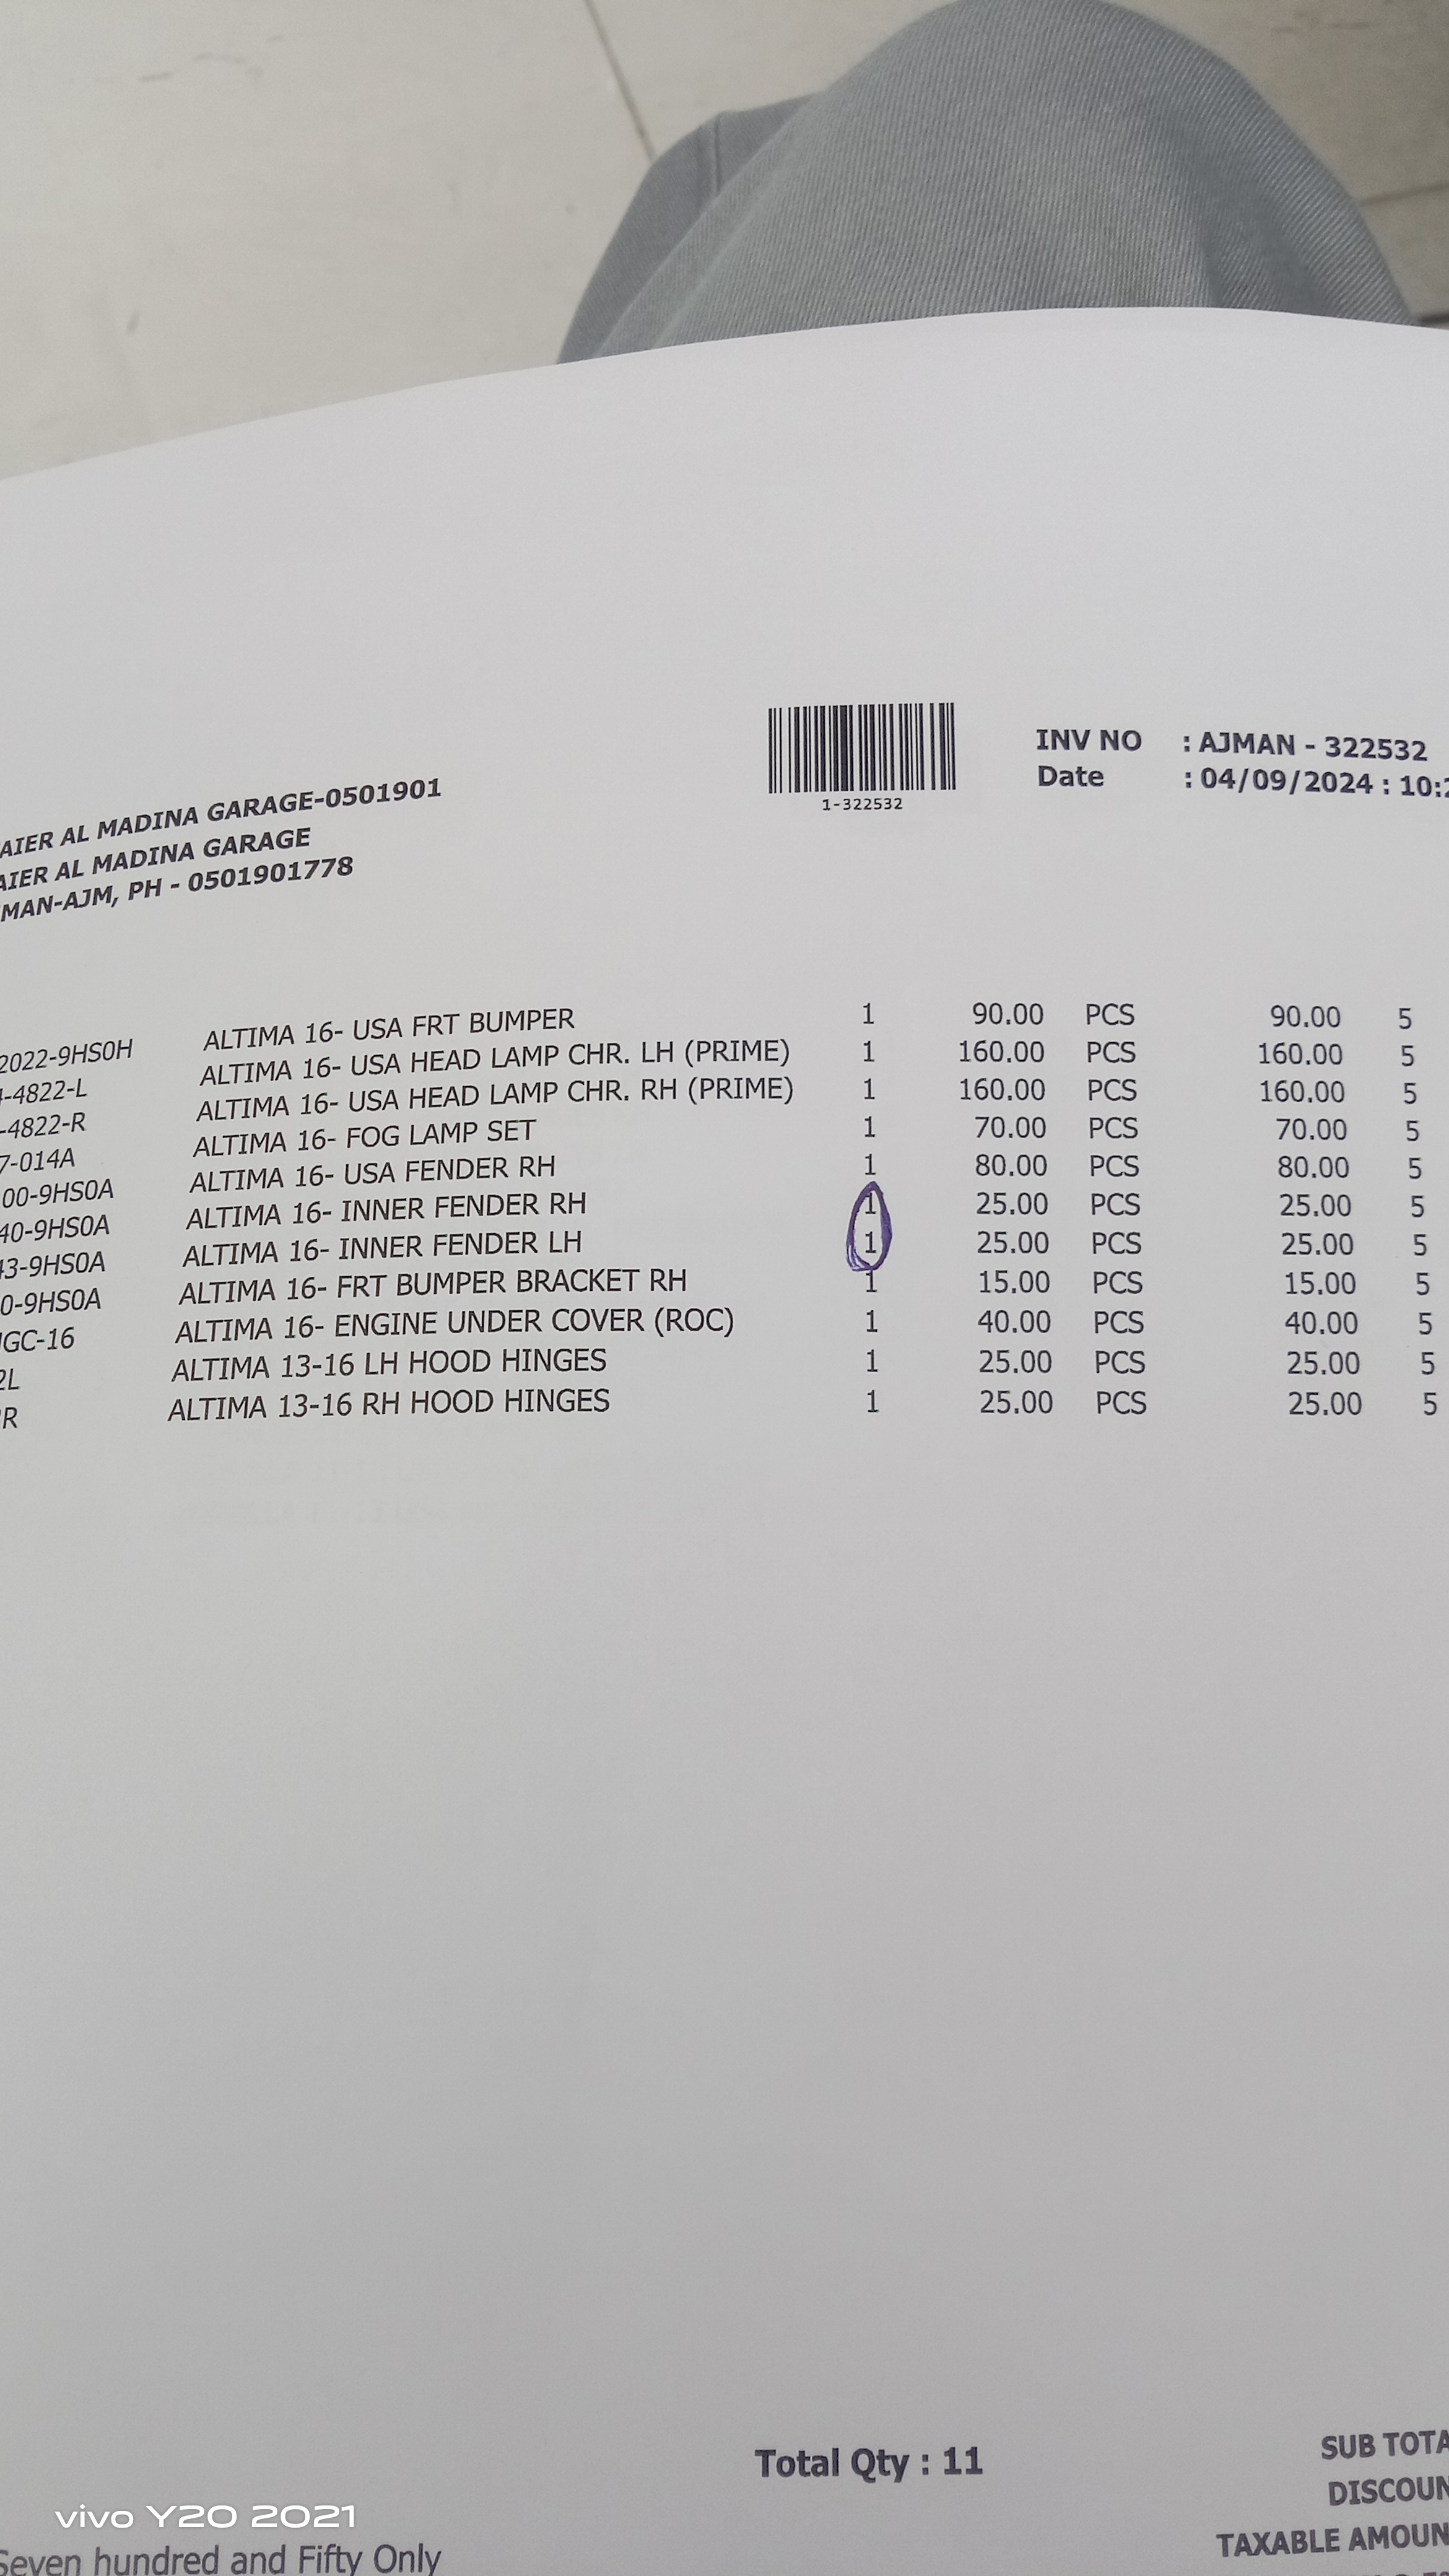 1-322532
INV NO : AJMAN - 322532
Date : 04/09/2024 : 10:
AIER AL MADINA GARAGE-0501901
AIER AL MADINA GARAGE
MAN-AJM, PH - 0501901778
2022-9HS0H ALTIMA 16- USA FRT BUMPER 1 90.00 PCS 90.00 5
-4822-L ALTIMA 16- USA HEAD LAMP CHR. LH (PRIME) 1 160.00 PCS 160.00 5
-4822-R ALTIMA 16- USA HEAD LAMP CHR. RH (PRIME) 1 160.00 PCS 160.00 5
7-014A ALTIMA 16- FOG LAMP SET 1 70.00 PCS 70.00 5
00-9HS0A ALTIMA 16- USA FENDER RH 1 80.00 PCS 80.00 5
40-9HS0A ALTIMA 16- INNER FENDER RH 1 25.00 PCS 25.00 5
43-9HS0A ALTIMA 16- INNER FENDER LH 1 25.00 PCS 25.00 5
0-9HS0A ALTIMA 16- FRT BUMPER BRACKET RH 1 15.00 PCS 15.00 5
GC-16 ALTIMA 16- ENGINE UNDER COVER (ROC) 1 40.00 PCS 40.00 5
2L ALTIMA 13-16 LH HOOD HINGES 1 25.00 PCS 25.00 5
R ALTIMA 13-16 RH HOOD HINGES 1 25.00 PCS 25.00 5
Total Qty : 11
SUB TOTA
DISCOUN
TAXABLE AMOUN
vivo Y20 2021
Seven hundred and Fifty Only